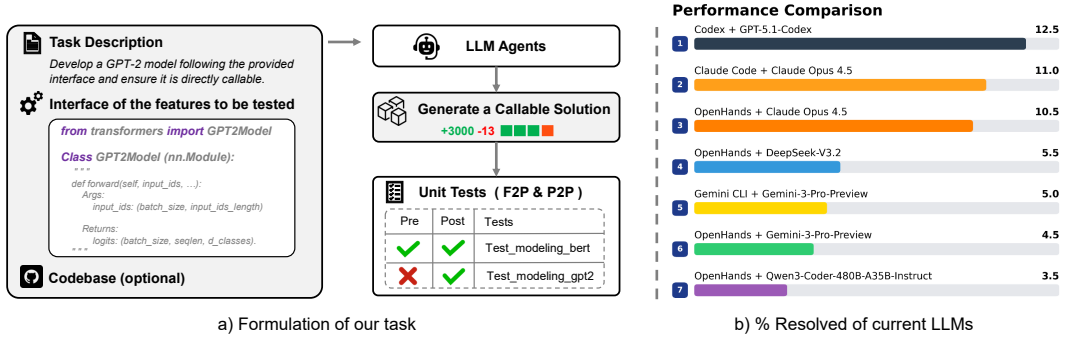 Task Description
Develop a GPT-2 model following the provided
interface and ensure it is directly callable.
Interface of the features to be tested
from transformers import GPT2Model
Class GPT2Model (nn.Module):
"""
def forward(self, input_ids, …):
Args:
input_ids: (batch_size, input_ids_length)
Returns:
logits: (batch_size, seqlen, d_classes).
"""
Codebase (optional)
LLM Agents
Generate a Callable Solution
+3000 -13
Unit Tests ( F2P & P2P )
Pre Post Tests
Test_modeling_bert
Test_modeling_gpt2
a) Formulation of our task
Performance Comparison
Codex + GPT-5.1-Codex 12.5
1
Claude Code + Claude Opus 4.5 11.0
2
OpenHands + Claude Opus 4.5 10.5
3
OpenHands + DeepSeek-V3.2 5.5
4
Gemini CLI + Gemini-3-Pro-Preview 5.0
5
OpenHands + Gemini-3-Pro-Preview 4.5
6
OpenHands + Qwen3-Coder-480B-A35B-Instruct 3.5
7
b) % Resolved of current LLMs